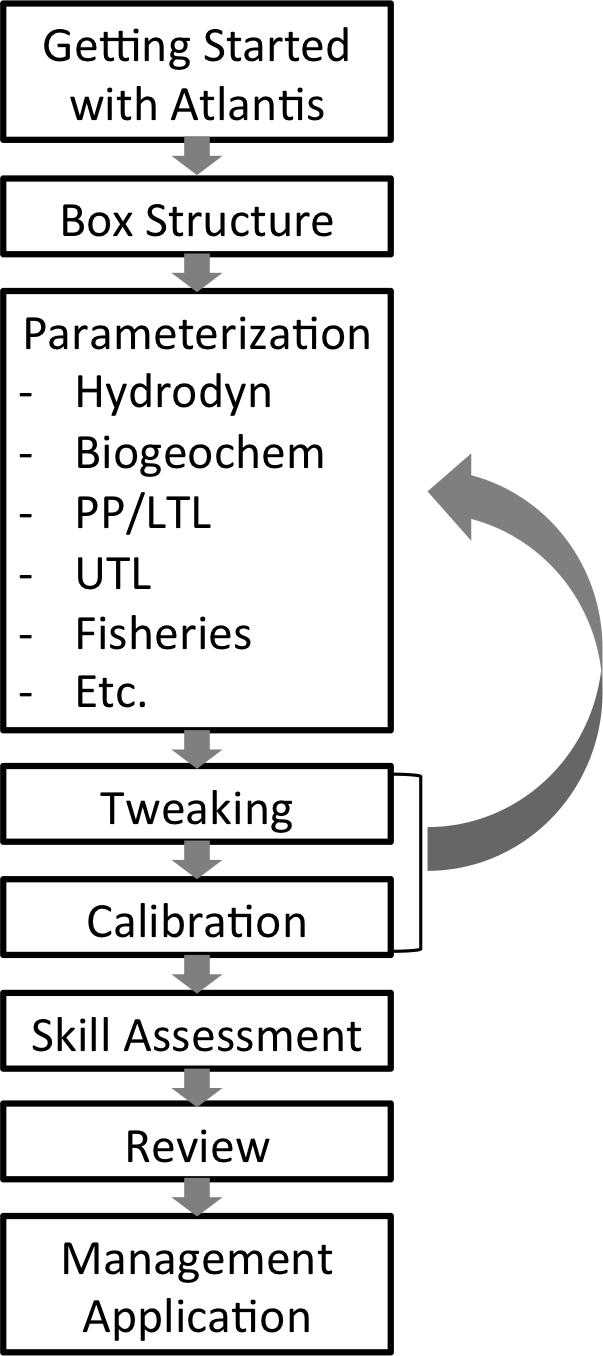 Getting Started
with Atlantis
Box Structure
Parameterization
- Hydrodyn
- Biogeochem
- PP/LTL
- UTL
- Fisheries
- Etc.
Tweaking
Calibration
Skill Assessment
Review
Management
Application